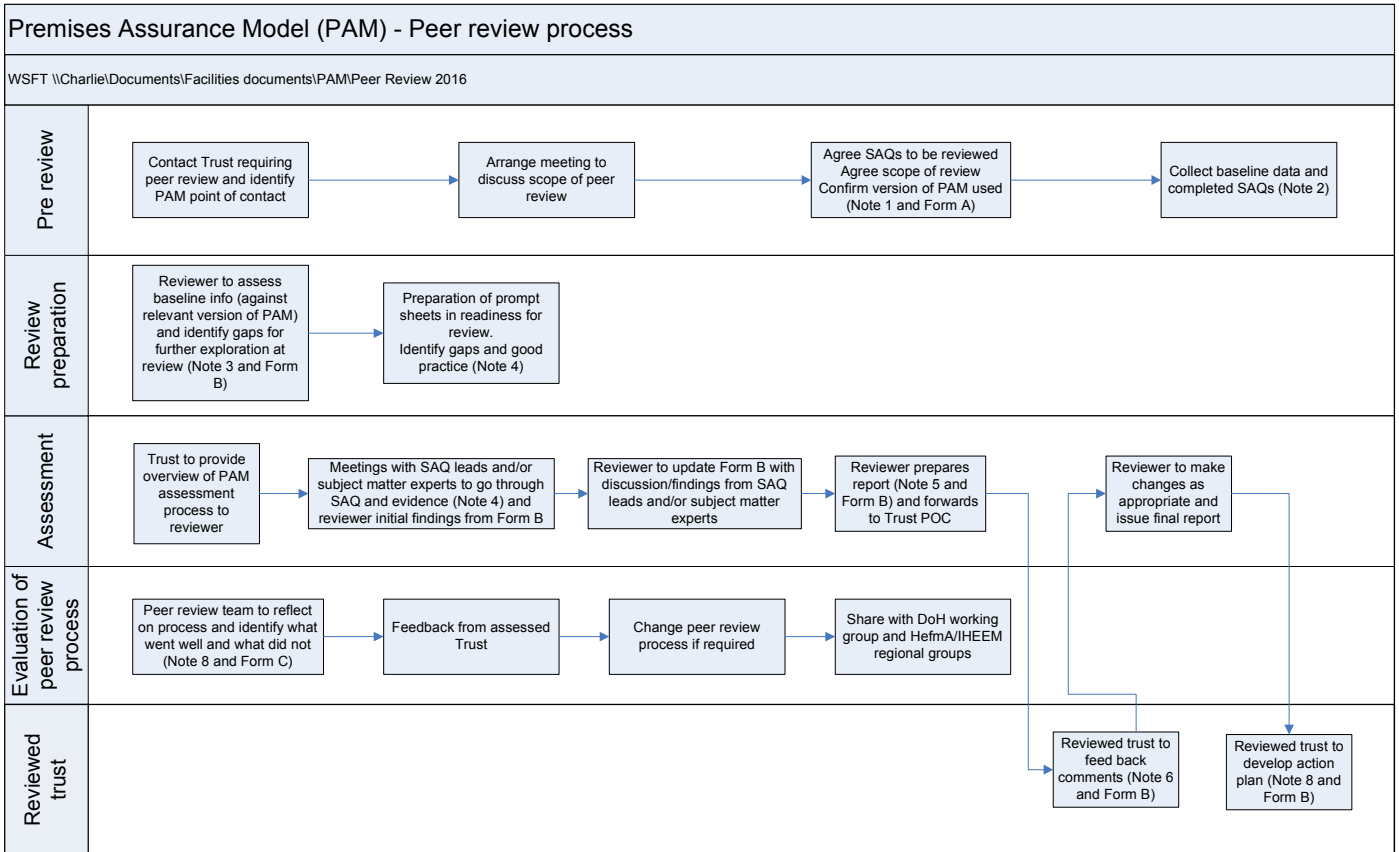 Premises Assurance Model (PAM) - Peer review process
WSFT \\Charlie\Documents\Facilities documents\PAM\Peer Review 2016
Pre review
Contact Trust requiring
peer review and identify
PAM point of contact
Arrange meeting to
discuss scope of peer
review
Agree SAQs to be reviewed
Agree scope of review
Confirm version of PAM used
(Note 1 and Form A)
Collect baseline data and
completed SAQs (Note 2)
Review
preparation
Reviewer to assess
baseline info (against
relevant version of PAM)
and identify gaps for
further exploration at
review (Note 3 and Form
B)
Preparation of prompt
sheets in readiness for
review.
Identify gaps and good
practice (Note 4)
Assessment
Trust to provide
overview of PAM
assessment
process to
reviewer
Meetings with SAQ leads and/or
subject matter experts to go through
SAQ and evidence (Note 4) and
reviewer initial findings from Form B
Reviewer to update Form B with
discussion/findings from SAQ
leads and/or subject matter
experts
Reviewer prepares
report (Note 5 and
Form B) and forwards
to Trust POC
Reviewer to make
changes as
appropriate and
issue final report
Evaluation of
peer review
process
Peer review team to reflect
on process and identify what
went well and what did not
(Note 8 and Form C)
Feedback from assessed
Trust
Change peer review
process if required
Share with DoH working
group and HefmA/IHEEM
regional groups
Reviewed
trust
Reviewed trust to
feed back
comments (Note 6
and Form B)
Reviewed trust to
develop action
plan (Note 8 and
Form B)